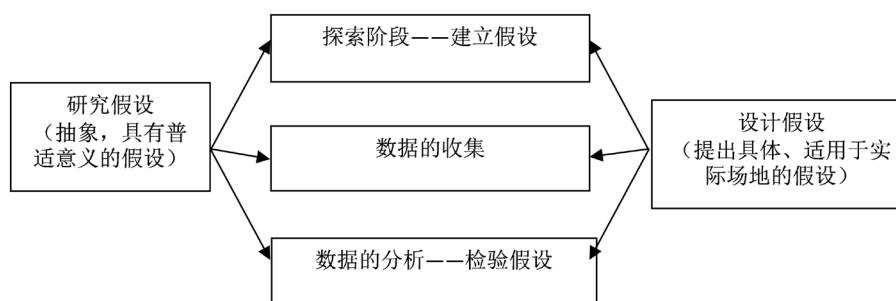 探索阶段——建立假设
研究假设
（抽象，具有普
适意义的假设）
数据的收集
设计假设
（提出具体、适用于实
际场地的假设）
数据的分析——检验假设